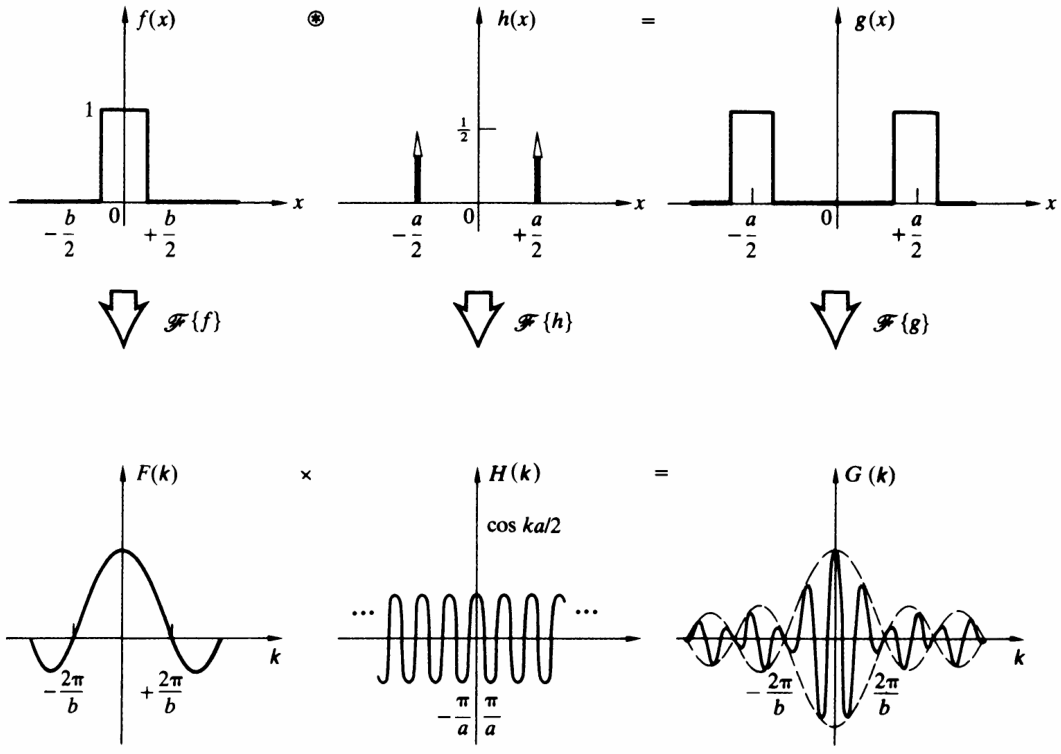 f(x) ⊛ h(x) = g(x)
1
1/2
0 x 0 x 0 x
-b/2 +b/2 -a/2 +a/2 -a/2 +a/2
ℱ{f} ℱ{h} ℱ{g}
F(k) × H(k) = G(k)
cos ka/2
... ...
k k
-2π/b +2π/b -π/a π/a -2π/b 2π/b